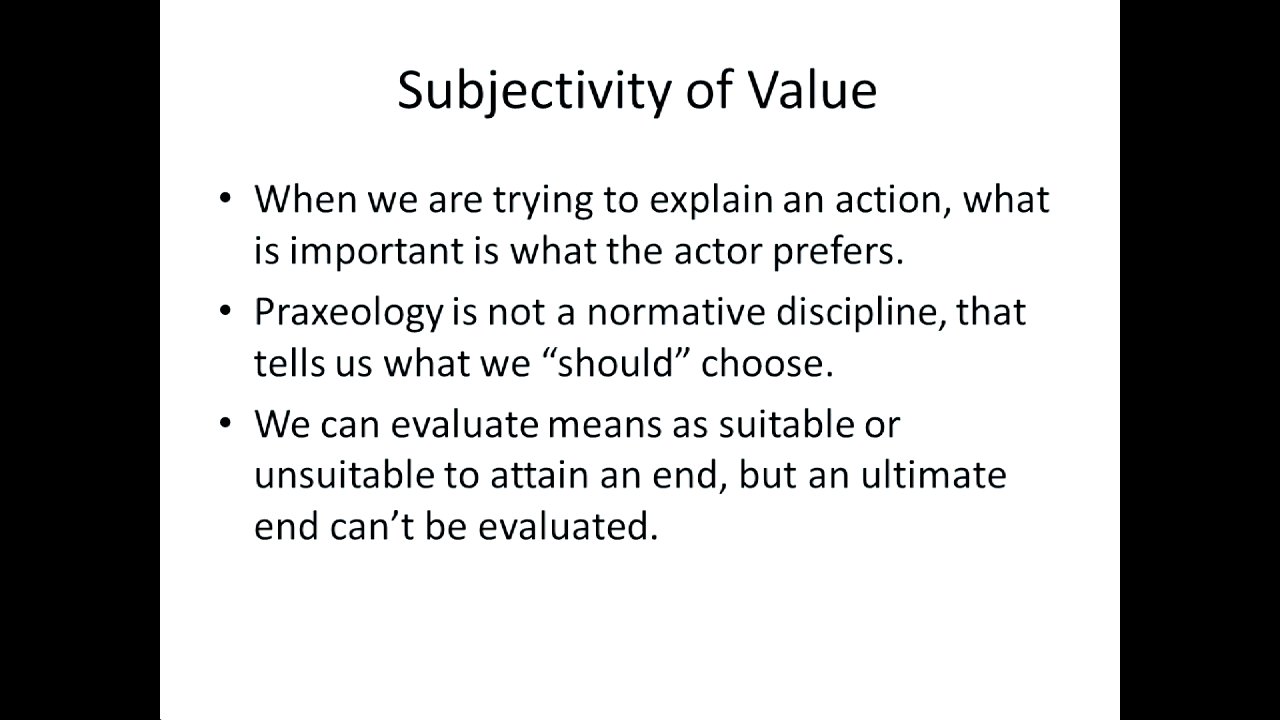 Subjectivity of Value
• When we are trying to explain an action, what
is important is what the actor prefers.
• Praxeology is not a normative discipline, that
tells us what we “should” choose.
• We can evaluate means as suitable or
unsuitable to attain an end, but an ultimate
end can’t be evaluated.